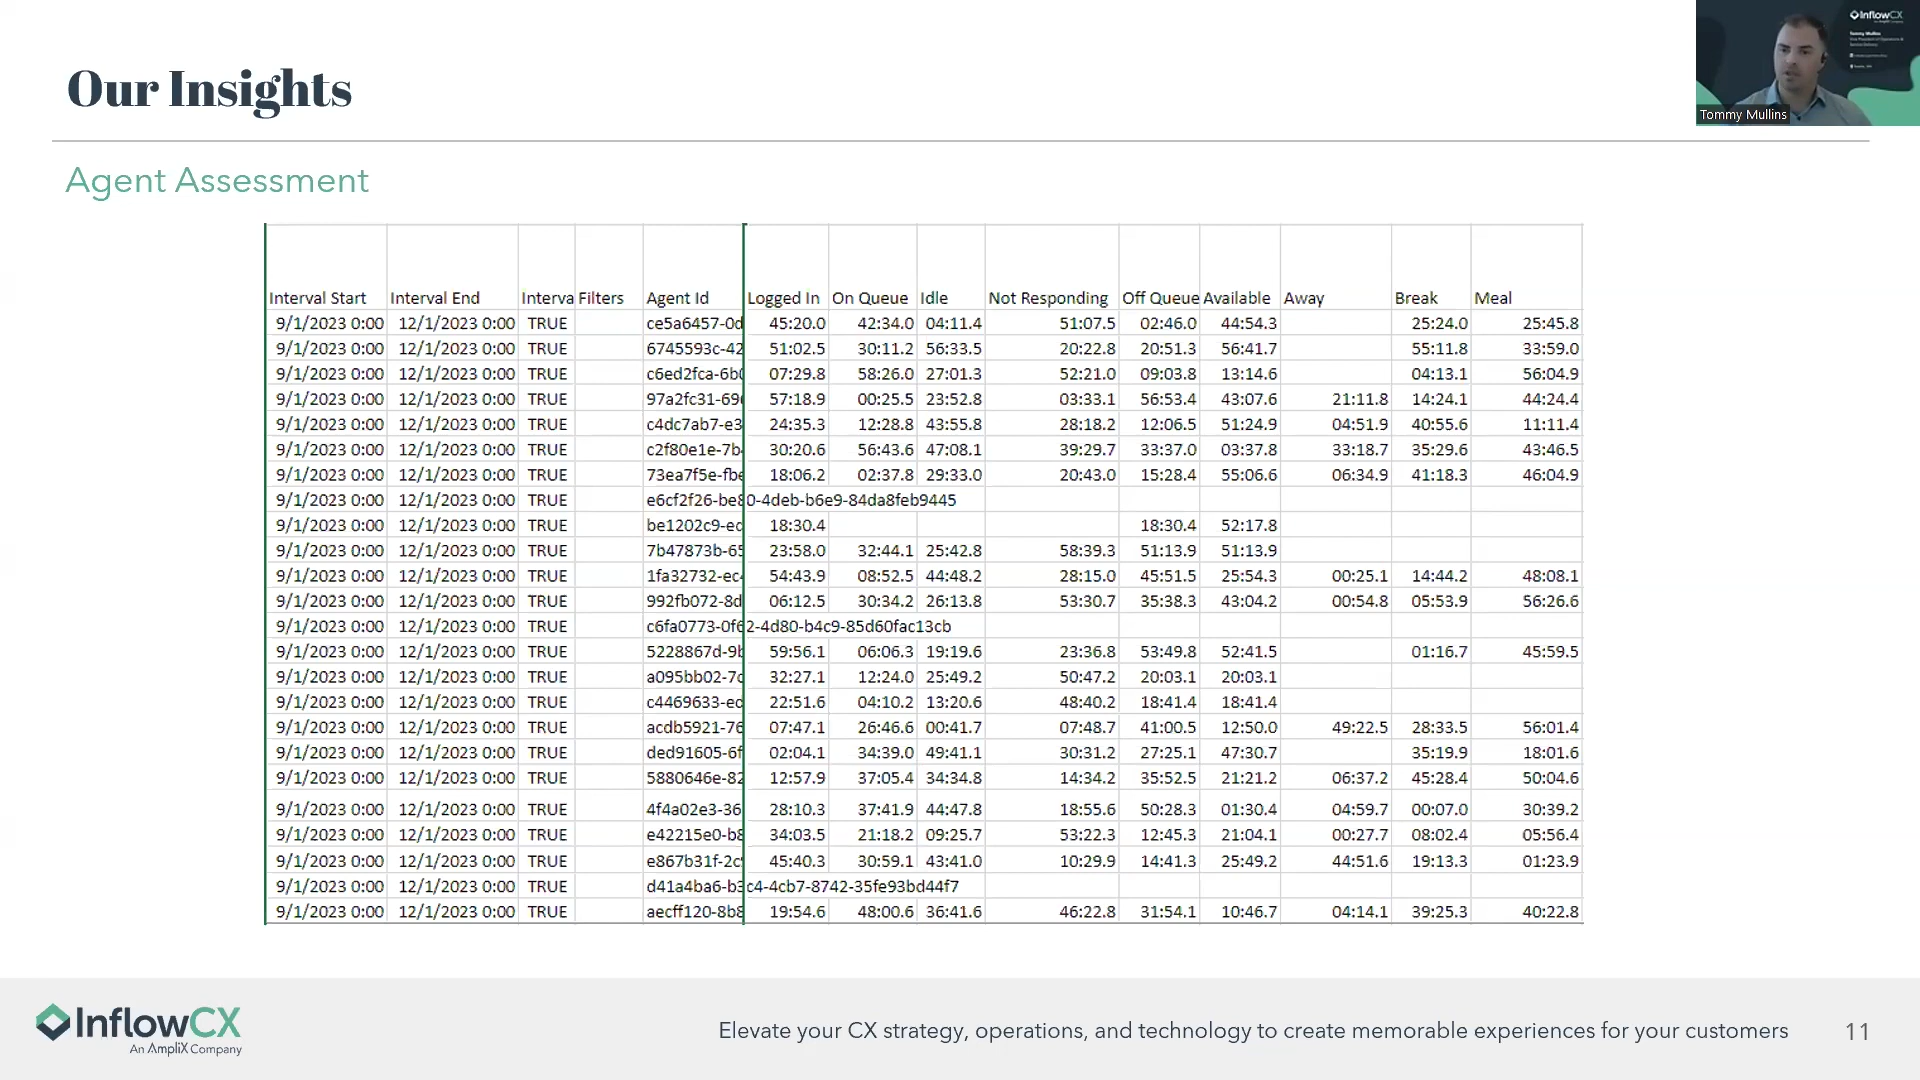 InflowCX
Tommy Mullins
Our Insights
Tommy Mullins
Agent Assessment
Interval Start Interval End Interva Filters Agent Id Logged In On Queue Idle Not Responding Off Queue Available Away Break Meal
9/1/2023 0:00 12/1/2023 0:00 TRUE ce5a6457-0d 45:20.0 42:34.0 04:11.4 51:07.5 02:46.0 44:54.3 25:24.0 25:45.8
9/1/2023 0:00 12/1/2023 0:00 TRUE 6745593c-42 51:02.5 30:11.2 56:33.5 20:22.8 20:51.3 56:41.7 55:11.8 33:59.0
9/1/2023 0:00 12/1/2023 0:00 TRUE c6ed2fca-6b0 07:29.8 58:26.0 27:01.3 52:21.0 09:03.8 13:14.6 04:13.1 56:04.9
9/1/2023 0:00 12/1/2023 0:00 TRUE 97a2fc31-696 57:18.9 00:25.5 23:52.8 03:33.1 56:53.4 43:07.6 21:11.8 14:24.1 44:24.4
9/1/2023 0:00 12/1/2023 0:00 TRUE c4dc7ab7-e3 24:35.3 12:28.8 43:55.8 28:18.2 12:06.5 51:24.9 04:51.9 40:55.6 11:11.4
9/1/2023 0:00 12/1/2023 0:00 TRUE c2f80e1e-7b 30:20.6 56:43.6 47:08.1 39:29.7 33:37.0 03:37.8 33:18.7 35:29.6 43:46.5
9/1/2023 0:00 12/1/2023 0:00 TRUE 73ea7f5e-fbe 18:06.2 02:37.8 29:33.0 20:43.0 15:28.4 55:06.6 06:34.9 41:18.3 46:04.9
9/1/2023 0:00 12/1/2023 0:00 TRUE e6cf2f26-be80-4deb-b6e9-84da8feb9445
9/1/2023 0:00 12/1/2023 0:00 TRUE be1202c9-ec 18:30.4 18:30.4 52:17.8
9/1/2023 0:00 12/1/2023 0:00 TRUE 7b47873b-65 23:58.0 32:44.1 25:42.8 58:39.3 51:13.9 51:13.9
9/1/2023 0:00 12/1/2023 0:00 TRUE 1fa32732-ec 54:43.9 08:52.5 44:48.2 28:15.0 45:51.5 25:54.3 00:25.1 14:44.2 48:08.1
9/1/2023 0:00 12/1/2023 0:00 TRUE 992fb072-8d 06:12.5 30:34.2 26:13.8 53:30.7 35:38.3 43:04.2 00:54.8 05:53.9 56:26.6
9/1/2023 0:00 12/1/2023 0:00 TRUE c6fa0773-0f62-4d80-b4c9-85d60fac13cb
9/1/2023 0:00 12/1/2023 0:00 TRUE 5228867d-9b 59:56.1 06:06.3 19:19.6 23:36.8 53:49.8 52:41.5 01:16.7 45:59.5
9/1/2023 0:00 12/1/2023 0:00 TRUE a095bb02-7c 32:27.1 12:24.0 25:49.2 50:47.2 20:03.1 20:03.1
9/1/2023 0:00 12/1/2023 0:00 TRUE c4469633-ec 22:51.6 04:10.2 13:20.6 48:40.2 18:41.4 18:41.4
9/1/2023 0:00 12/1/2023 0:00 TRUE acdb5921-76 07:47.1 26:46.6 00:41.7 07:48.7 41:00.5 12:50.0 49:22.5 28:33.5 56:01.4
9/1/2023 0:00 12/1/2023 0:00 TRUE ded91605-6f 02:04.1 34:39.0 49:41.1 30:31.2 27:25.1 47:30.7 35:19.9 18:01.6
9/1/2023 0:00 12/1/2023 0:00 TRUE 5880646e-82 12:57.9 37:05.4 34:34.8 14:34.2 35:52.5 21:21.2 06:37.2 45:28.4 50:04.6
9/1/2023 0:00 12/1/2023 0:00 TRUE 4f4a02e3-36 28:10.3 37:41.9 44:47.8 18:55.6 50:28.3 01:30.4 04:59.7 00:07.0 30:39.2
9/1/2023 0:00 12/1/2023 0:00 TRUE e42215e0-b8 34:03.5 21:18.2 09:25.7 53:22.3 12:45.3 21:04.1 00:27.7 08:02.4 05:56.4
9/1/2023 0:00 12/1/2023 0:00 TRUE e867b31f-2c 45:40.3 30:59.1 43:41.0 10:29.9 14:41.3 25:49.2 44:51.6 19:13.3 01:23.9
9/1/2023 0:00 12/1/2023 0:00 TRUE d41a4ba6-b3c4-4cb7-8742-35fe93bd44f7
9/1/2023 0:00 12/1/2023 0:00 TRUE aecff120-8b8 19:54.6 48:00.6 36:41.6 46:22.8 31:54.1 10:46.7 04:14.1 39:25.3 40:22.8
InflowCX
An AmpliX Company
Elevate your CX strategy, operations, and technology to create memorable experiences for your customers 11